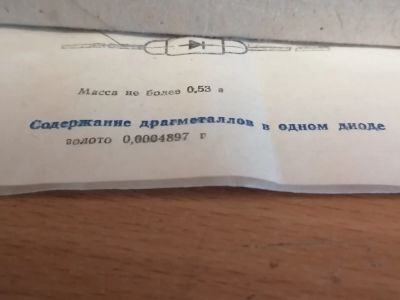 Масса не более 0,53 г
Содержание драгметаллов в одном диоде
золото 0,0004897 г